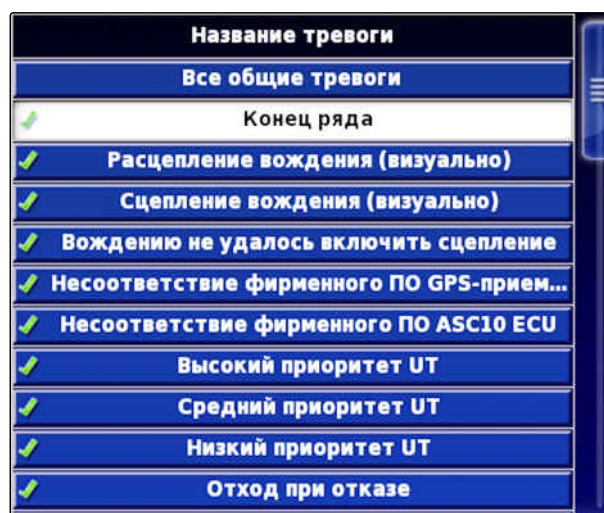 Название тревоги
Все общие тревоги
Конец ряда
Расцепление вождения (визуально)
Сцепление вождения (визуально)
Вождению не удалось включить сцепление
Несоответствие фирменного ПО GPS-прием...
Несоответствие фирменного ПО ASC10 ECU
Высокий приоритет UT
Средний приоритет UT
Низкий приоритет UT
Отход при отказе